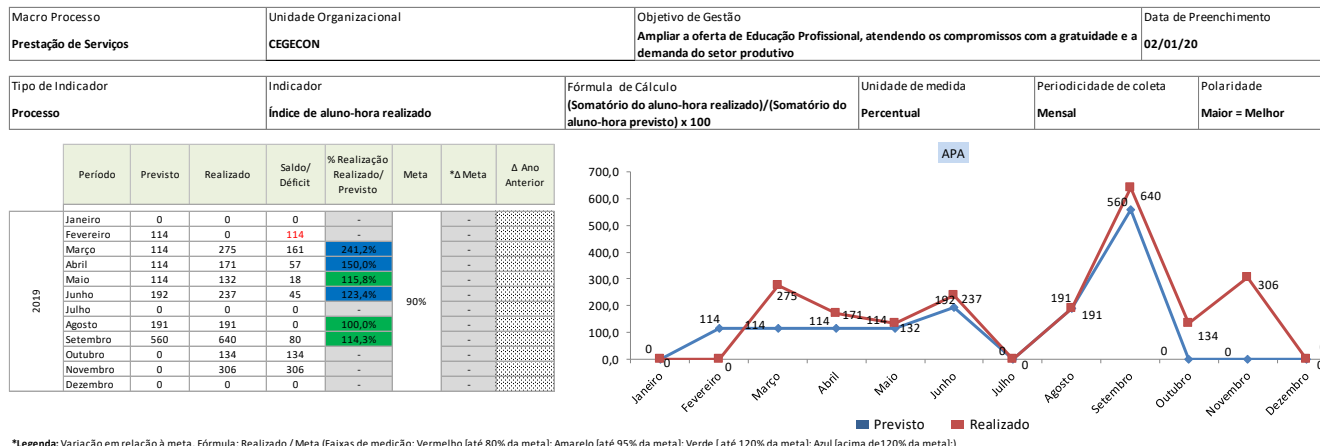 Macro Processo
Prestação de Serviços
Unidade Organizacional
CEGECON
Objetivo de Gestão
Ampliar a oferta de Educação Profissional, atendendo os compromissos com a gratuidade e a
demanda do setor produtivo
Data de Preenchimento
02/01/20
Tipo de Indicador
Processo
Indicador
Índice de aluno-hora realizado
Fórmula de Cálculo
(Somatório do aluno-hora realizado)/(Somatório do
aluno-hora previsto) x 100
Unidade de medida
Percentual
Periodicidade de coleta
Mensal
Polaridade
Maior = Melhor
Período Previsto Realizado Saldo/ Déficit % Realização Realizado/ Previsto Meta *Δ Meta Δ Ano Anterior
2019
Janeiro 0 0 0 - -
Fevereiro 114 0 114 - -
Março 114 275 161 241,2% -
Abril 114 171 57 150,0% -
Maio 114 132 18 115,8% -
Junho 192 237 45 123,4% -
90%
Julho 0 0 0 - -
Agosto 191 191 0 100,0% -
Setembro 560 640 80 114,3% -
Outubro 0 134 134 - -
Novembro 0 306 306 - -
Dezembro 0 0 0 - -
APA
700,0
600,0
500,0
400,0
300,0
200,0
100,0
0,0
0 114 114 114 114 192 0 191 560 0 0
0 0 275 171 132 237 0 191 640 134 306 0
Janeiro Fevereiro Março Abril Maio Junho Julho Agosto Setembro Outubro Novembro Dezembro
Previsto Realizado
*Legenda: Variação em relação à meta. Fórmula: Realizado / Meta (Faixas de medição: Vermelho [até 80% da meta]; Amarelo [até 95% da meta]; Verde [ até 120% da meta]; Azul [acima de120% da meta];)